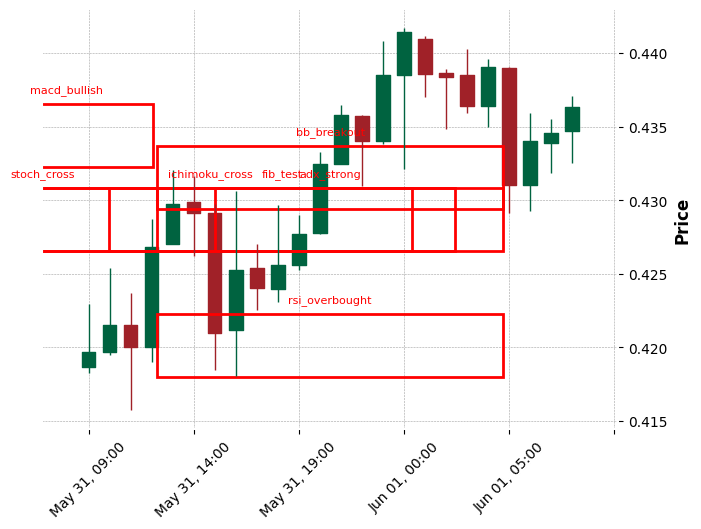 0.440
macd_bullish
bb_breakout
0.435
stoch_cross
ichimoku_cross
fib_test
adx_strong
0.430
Price
0.425
rsi_overbought
0.420
0.415
May 31, 09:00
May 31, 14:00
May 31, 19:00
Jun 01, 00:00
Jun 01, 05:00